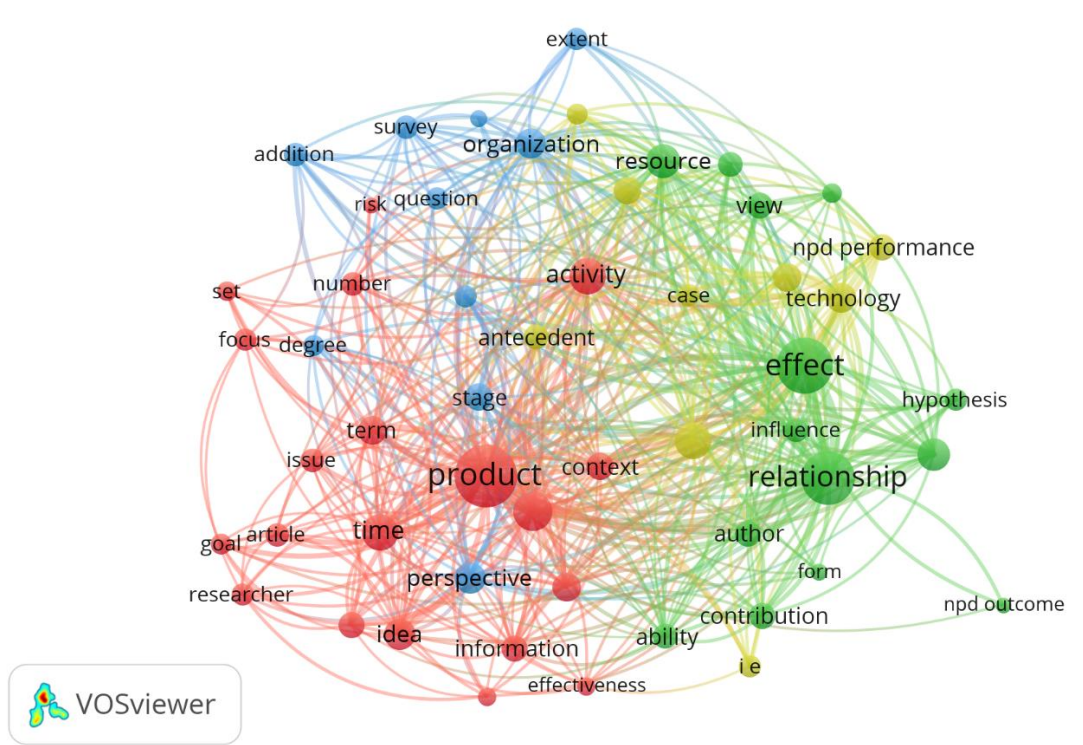 extent
survey
organization
addition
resource
risk
question
view
npd performance
activity
number
set
case
technology
focus
degree
antecedent
effect
stage
hypothesis
term
influence
issue
product
context
relationship
time
article
goal
author
perspective
form
researcher
npd outcome
contribution
idea
ability
information
i e
effectiveness
VOSviewer